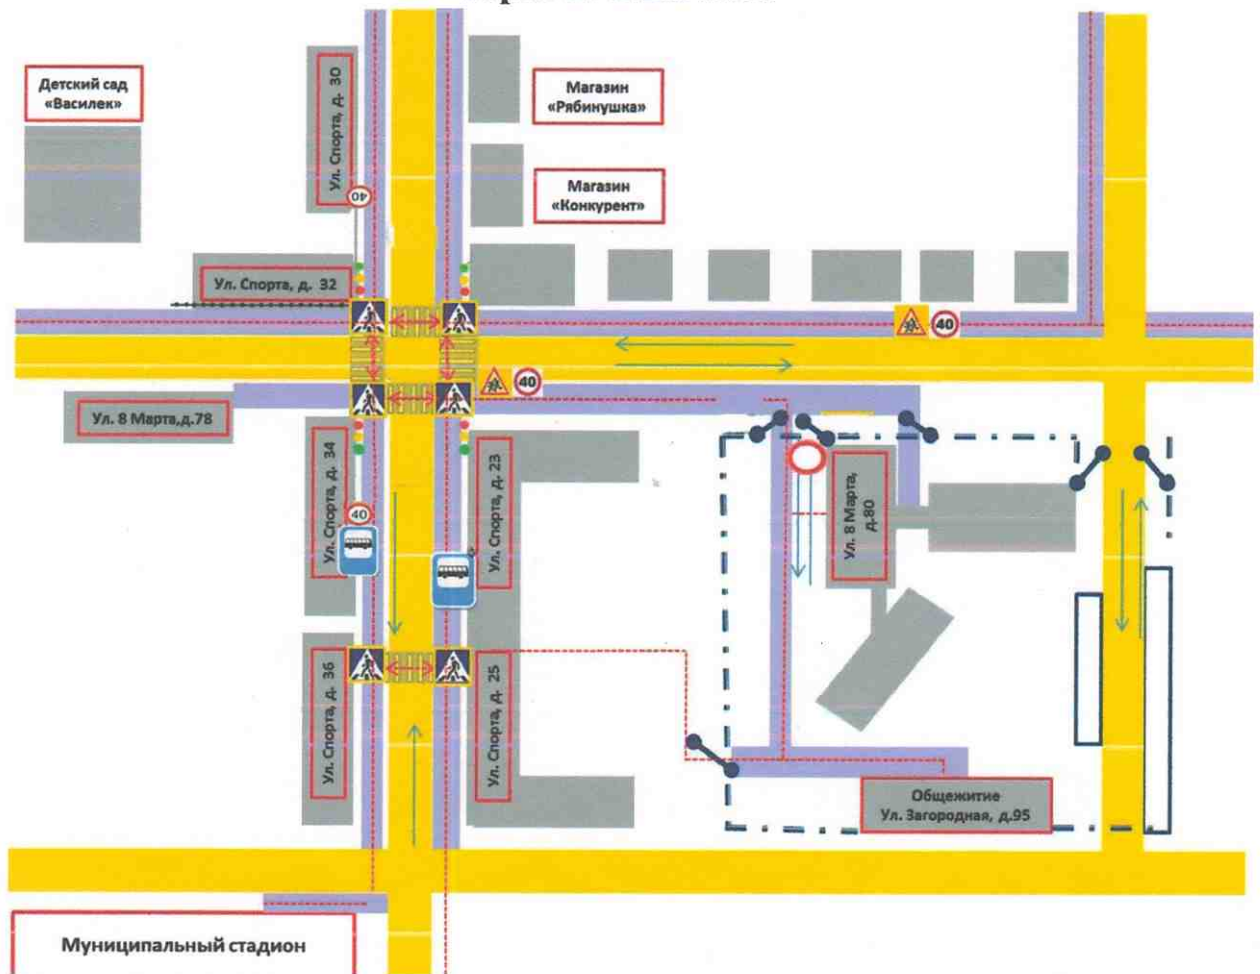 Детский сад
«Василек»
Ул. Спорта, д. 30
Магазин
«Рябинушка»
40
Магазин
«Конкурент»
Ул. Спорта, д. 32
40
40
Ул. 8 Марта,д.78
Ул. Спорта, д. 34
Ул. Спорта, д. 23
Ул. 8 Марта,
д.80
40
Ул. Спорта, д. 36
Ул. Спорта, д. 25
Общежитие
Ул. Загородная, д.95
Муниципальный стадион